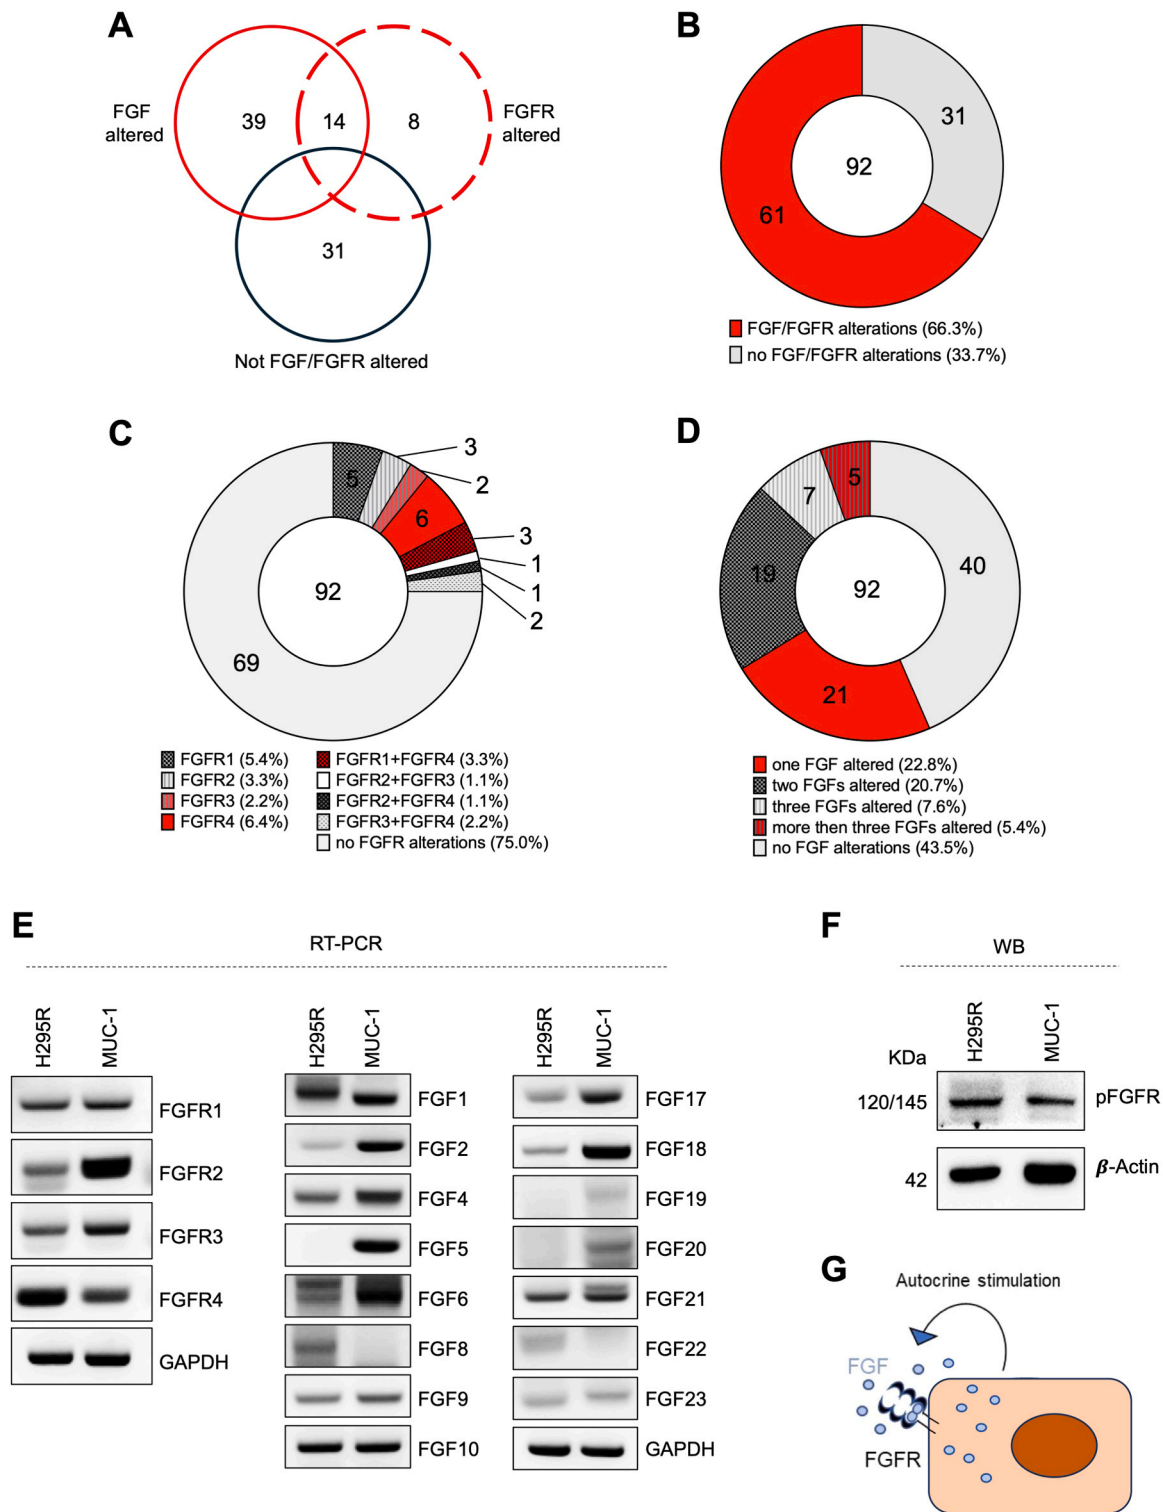 A
FGF
altered
39
14
8
FGFR
altered
31
Not FGF/FGFR altered
B
31
92
61
FGF/FGFR alterations (66.3%)
no FGF/FGFR alterations (33.7%)
C
5
3
2
6
3
1
1
2
92
69
FGFR1 (5.4%)
FGFR2 (3.3%)
FGFR3 (2.2%)
FGFR4 (6.4%)
FGFR1+FGFR4 (3.3%)
FGFR2+FGFR3 (1.1%)
FGFR2+FGFR4 (1.1%)
FGFR3+FGFR4 (2.2%)
no FGFR alterations (75.0%)
D
7
5
19
92
40
21
one FGF altered (22.8%)
two FGFs altered (20.7%)
three FGFs altered (7.6%)
more then three FGFs altered (5.4%)
no FGF alterations (43.5%)
E
RT-PCR
H295R
MUC-1
FGFR1
FGFR2
FGFR3
FGFR4
GAPDH
H295R
MUC-1
FGF1
FGF2
FGF4
FGF5
FGF6
FGF8
FGF9
FGF10
H295R
MUC-1
FGF17
FGF18
FGF19
FGF20
FGF21
FGF22
FGF23
GAPDH
F
WB
H295R
MUC-1
KDa
120/145
pFGFR
42
β-Actin
G
Autocrine stimulation
FGF
FGFR